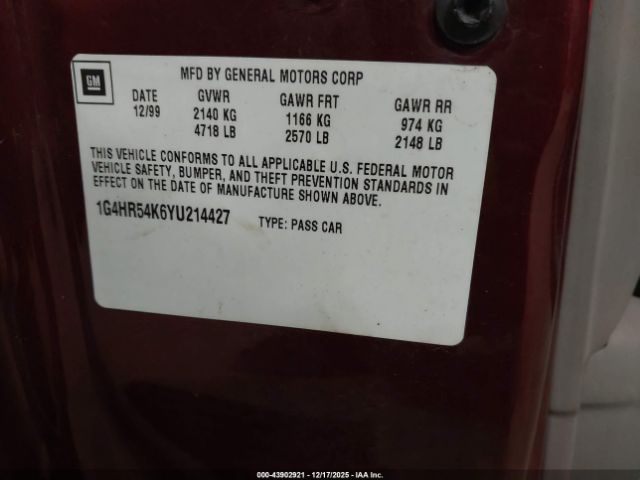 GM
MFD BY GENERAL MOTORS CORP
DATE GVWR GAWR FRT GAWR RR
12/99 2140 KG 1166 KG 974 KG
4718 LB 2570 LB 2148 LB
THIS VEHICLE CONFORMS TO ALL APPLICABLE U.S. FEDERAL MOTOR
VEHICLE SAFETY, BUMPER, AND THEFT PREVENTION STANDARDS IN
EFFECT ON THE DATE OF MANUFACTURE SHOWN ABOVE.
1G4HR54K6YU214427 TYPE: PASS CAR
000-43902921 - 12/17/2025 - IAA Inc.